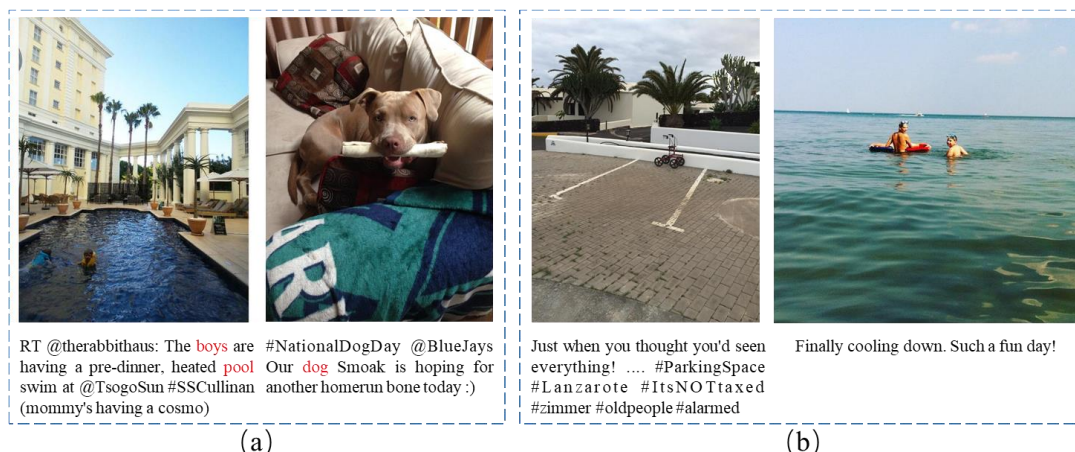 RT @therabbithaus: The boys are
having a pre-dinner, heated pool
swim at @TsogoSun #SSCullinan
(mommy's having a cosmo)
#NationalDogDay @BlueJays
Our dog Smoak is hoping for
another homerun bone today :)
(a)
Just when you thought you'd seen
everything! .... #ParkingSpace
#Lanzarote #ItsNOTtaxed
#zimmer #oldpeople #alarmed
Finally cooling down. Such a fun day!
(b)